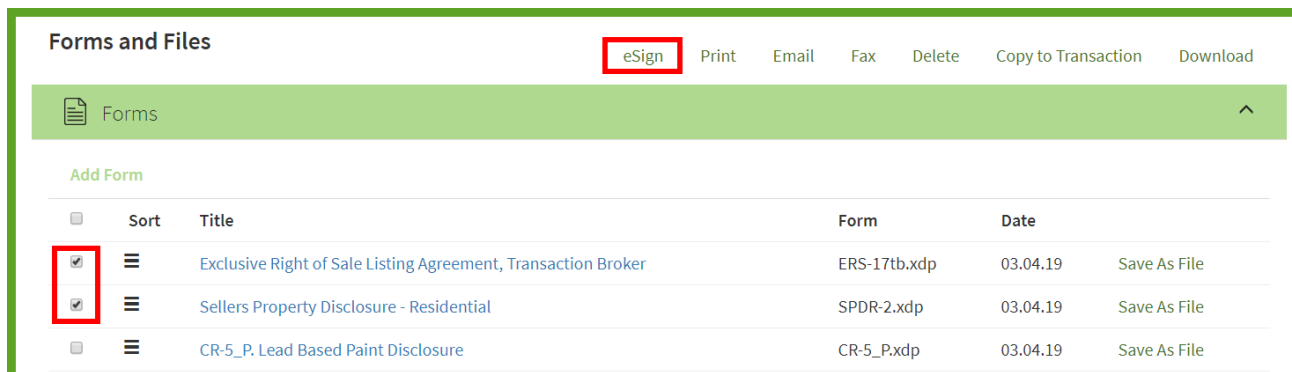 Forms and Files
eSign Print Email Fax Delete Copy to Transaction Download
Forms
Add Form
Sort Title Form Date
Exclusive Right of Sale Listing Agreement, Transaction Broker ERS-17tb.xdp 03.04.19 Save As File
Sellers Property Disclosure - Residential SPDR-2.xdp 03.04.19 Save As File
CR-5_P. Lead Based Paint Disclosure CR-5_P.xdp 03.04.19 Save As File